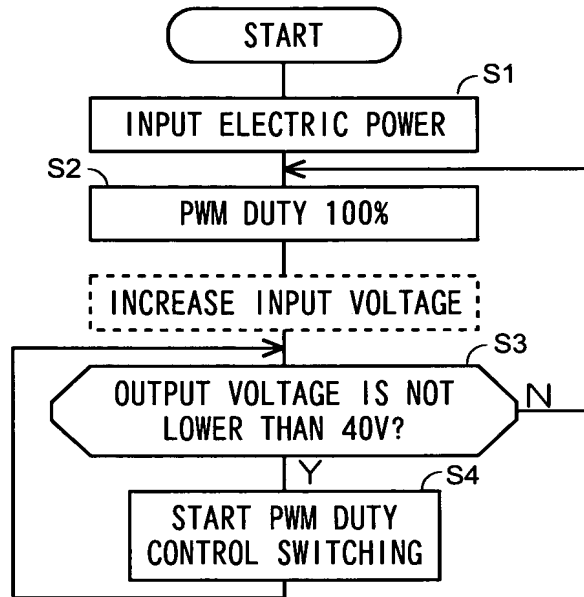 START
S1
INPUT ELECTRIC POWER
S2
PWM DUTY 100%
INCREASE INPUT VOLTAGE
S3
OUTPUT VOLTAGE IS NOT
LOWER THAN 40V?
N
Y
S4
START PWM DUTY
CONTROL SWITCHING